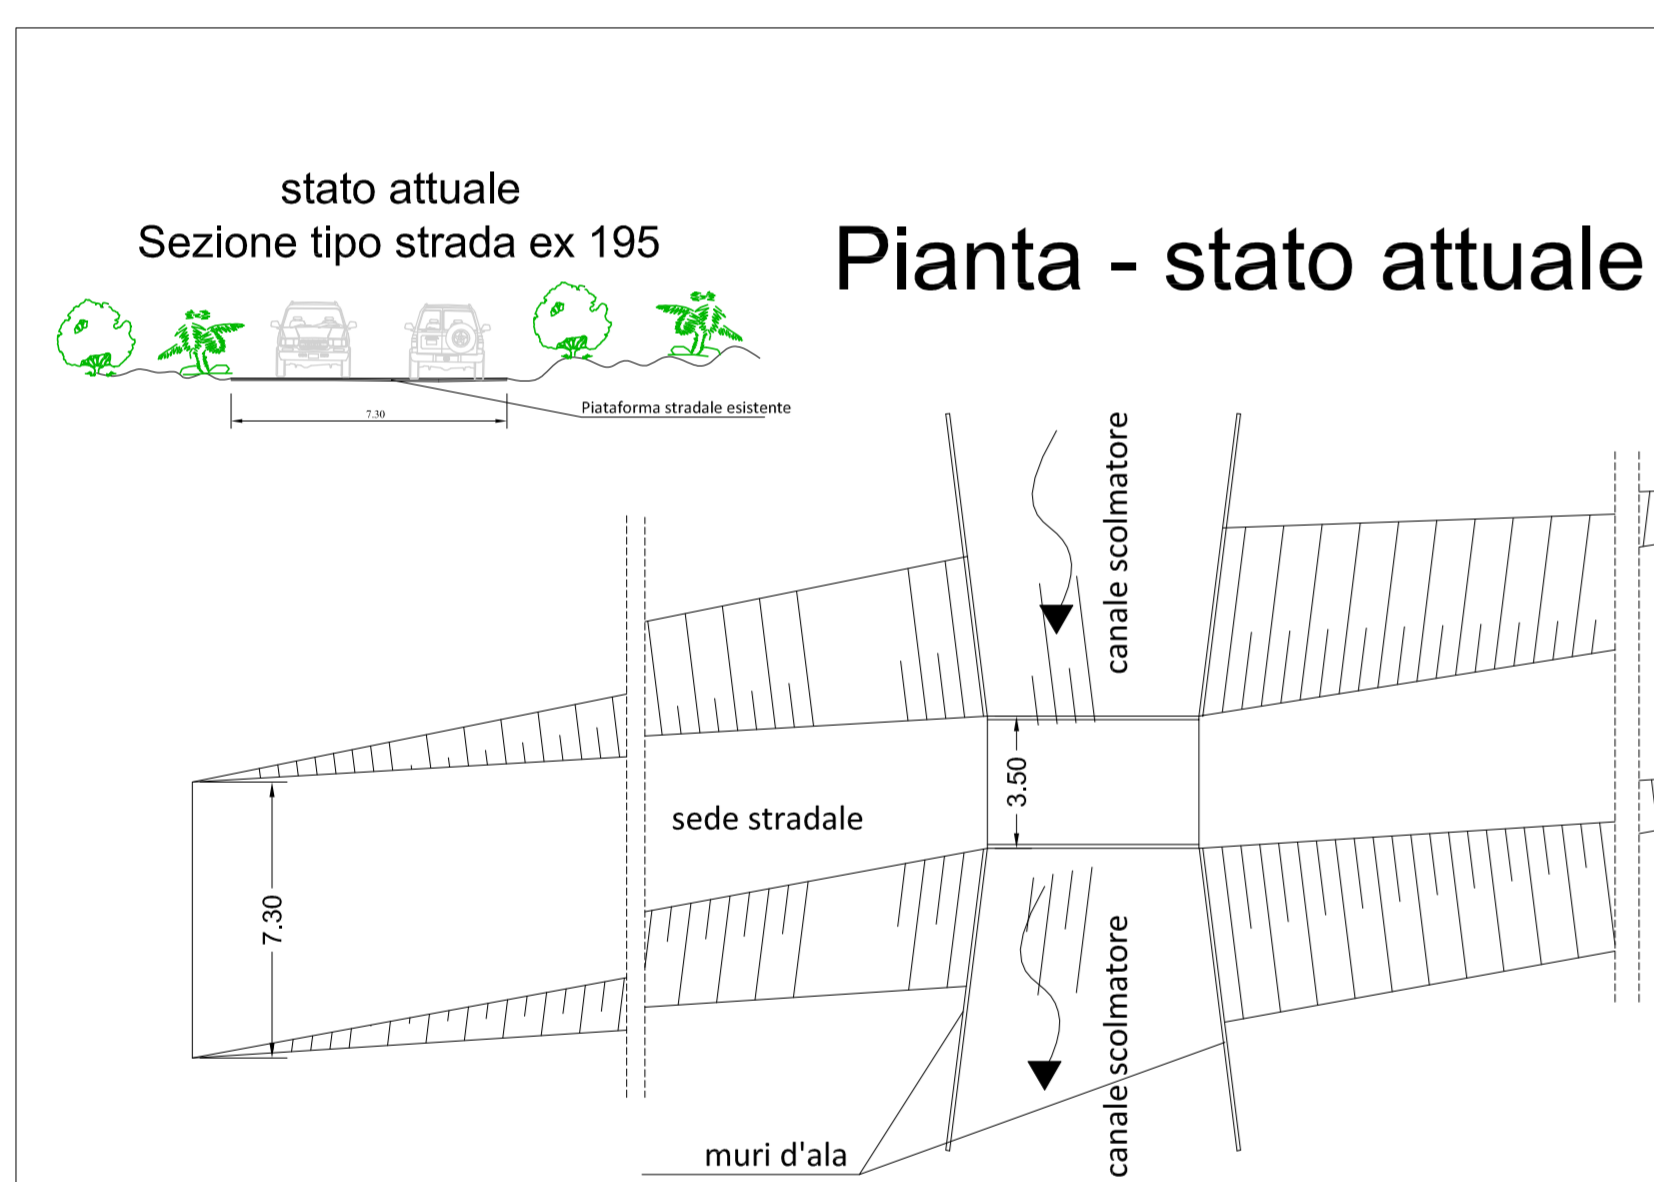 stato attuale
Sezione tipo strada ex 195
Pianta - stato attuale
7.30
Piataforma stradale esistente
canale scolmatore
sede stradale
3.50
7.30
canale scolmatore
muri d'ala